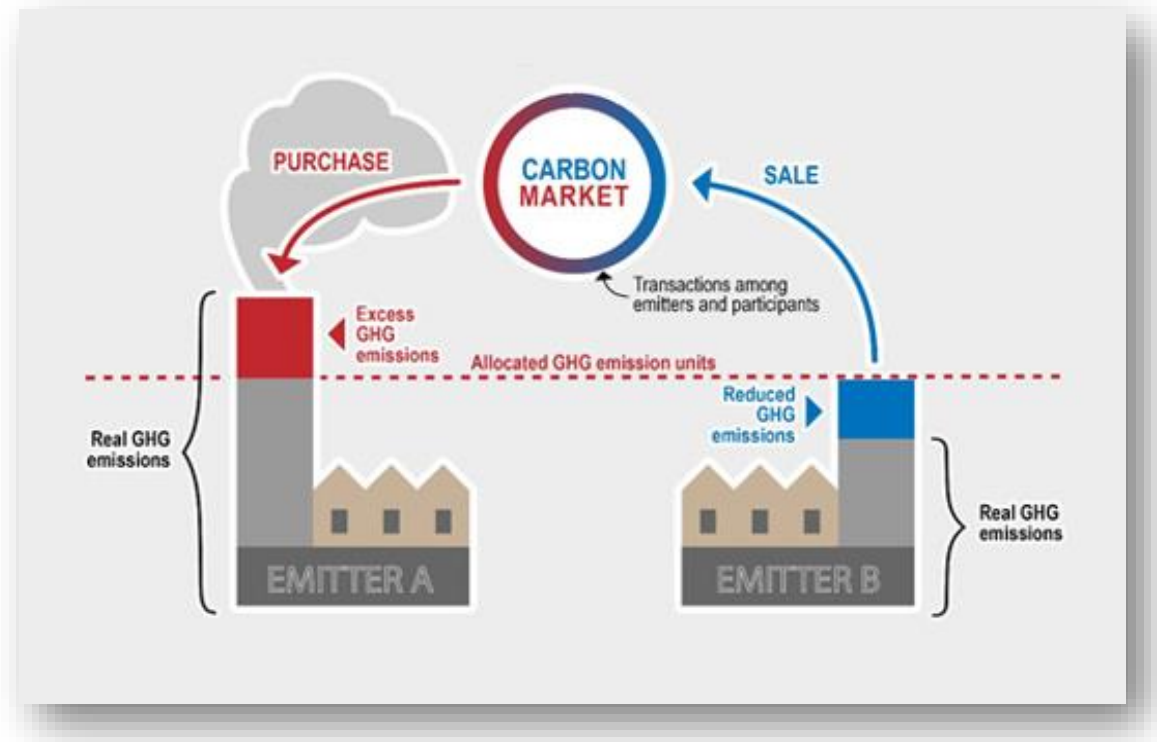 PURCHASE
CARBON
MARKET
SALE
Transactions among
emitters and participants
Excess
GHG
emissions
Allocated GHG emission units
Reduced
GHG
emissions
Real GHG
emissions
Real GHG
emissions
EMITTER A
EMITTER B